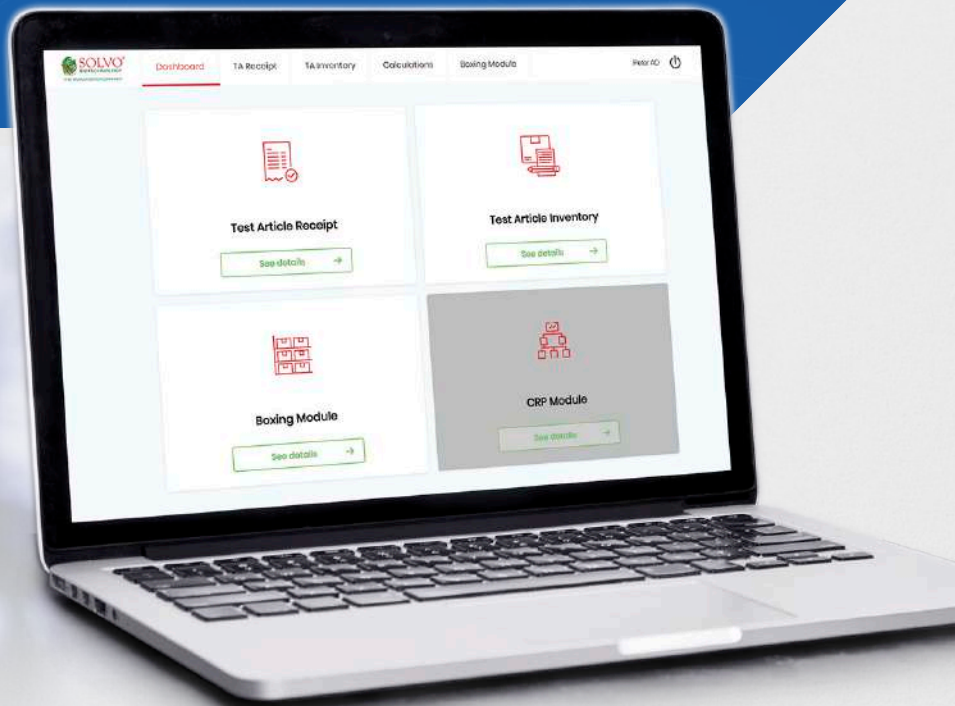 SOLVO
BIOTECHNOLOGY
Dashboard
TA Receipt
TA Inventory
Calculations
Boxing Module
Test Article Receipt
See details
Test Article Inventory
See details
Boxing Module
See details
CRP Module
See details